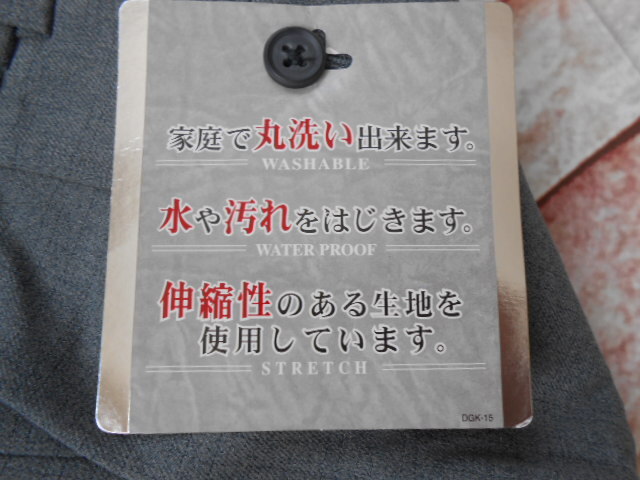 家庭で丸洗い出来ます。
WASHABLE
水や汚れをはじきます。
WATER PROOF
伸縮性のある生地を
使用しています。
STRETCH
DGK-15